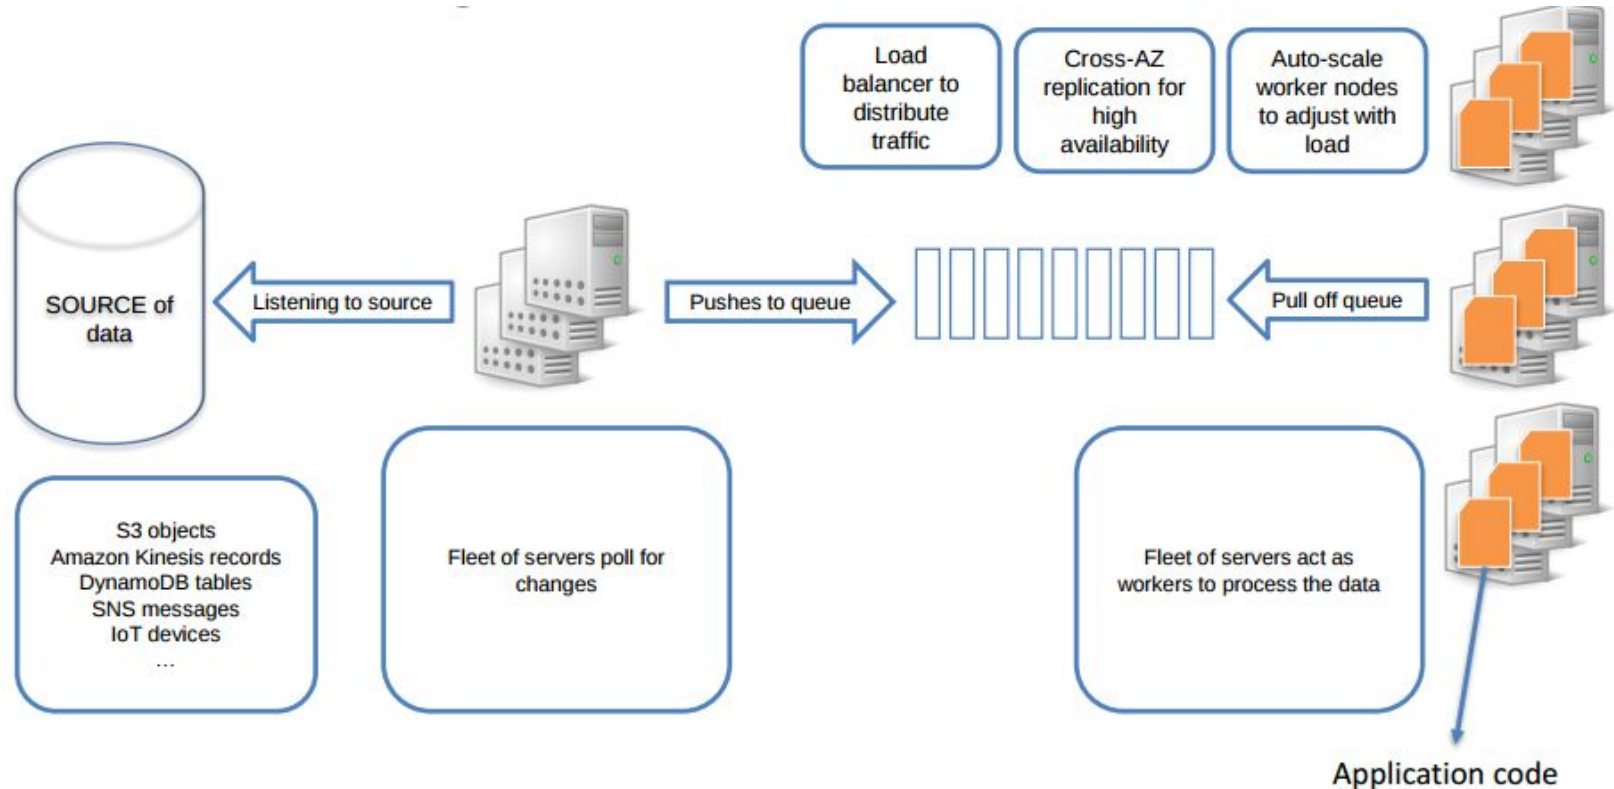 Load
balancer to
distribute
traffic
Cross-AZ
replication for
high
availability
Auto-scale
worker nodes
to adjust with
load
SOURCE of
data
Listening to source
Pushes to queue
Pull off queue
S3 objects
Amazon Kinesis records
DynamoDB tables
SNS messages
IoT devices
...
Fleet of servers poll for
changes
Fleet of servers act as
workers to process the data
Application code